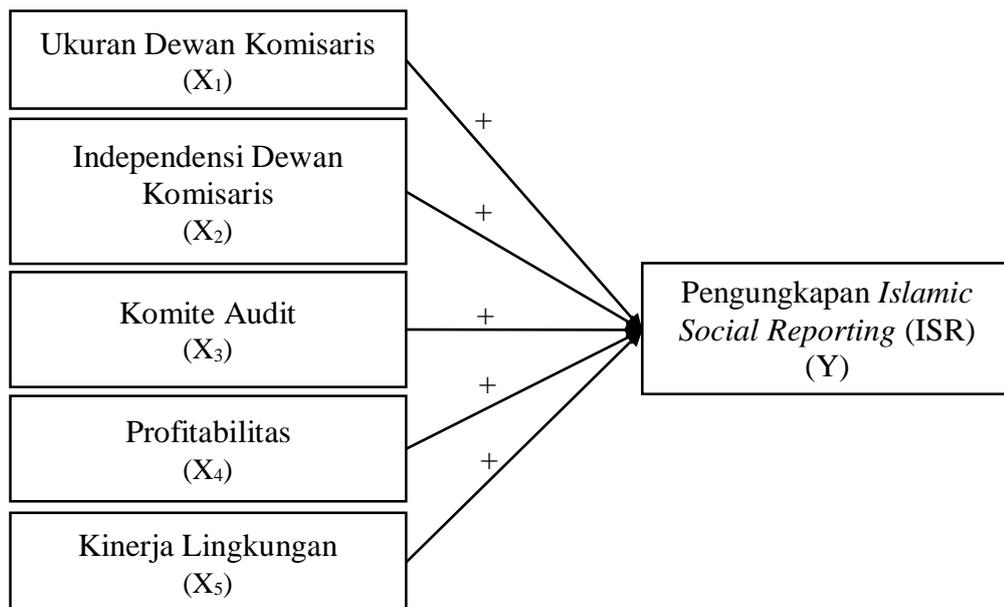 Ukuran Dewan Komisaris
(X₁)
+
Independensi Dewan
Komisaris
(X₂)
+
Komite Audit
(X₃)
+
Profitabilitas
(X₄)
+
Kinerja Lingkungan
(X₅)
+
Pengungkapan Islamic
Social Reporting (ISR)
(Y)